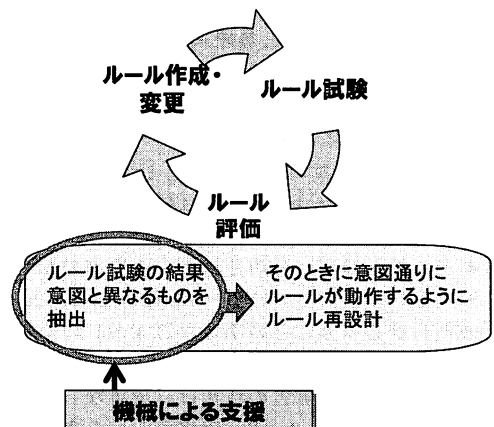 ルール作成・
変更
ルール試験
ルール
評価
ルール試験の結果
意図と異なるものを
抽出
そのときに意図通りに
ルールが動作するように
ルール再設計
機械による支援